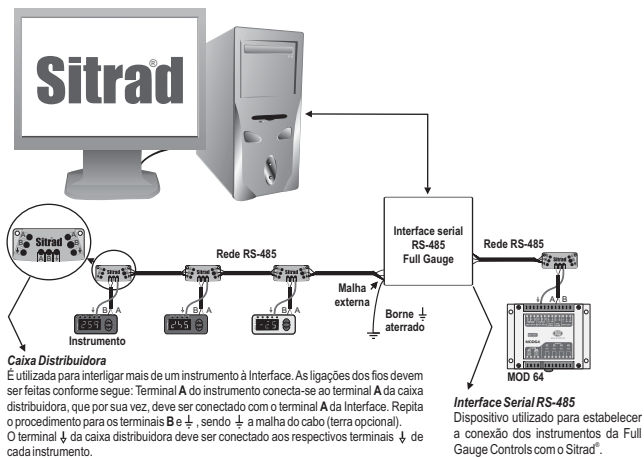 Sitrad®
A A
B Sitrad B
A B
Rede RS-485
Interface serial
RS-485
Full Gauge
Rede RS-485
Sitrad
Sitrad
Sitrad
Sitrad
Malha
externa
Borne ⏚
aterrado
B A
B A
B A
A B
Instrumento
MOD 64
Caixa Distribuidora
É utilizada para interligar mais de um instrumento à Interface. As ligações dos fios devem
ser feitas conforme segue: Terminal A do instrumento conecta-se ao terminal A da caixa
distribuidora, que por sua vez, deve ser conectado com o terminal A da Interface. Repita
o procedimento para os terminais B e ⏚, sendo ⏚ a malha do cabo (terra opcional).
O terminal ↓ da caixa distribuidora deve ser conectado aos respectivos terminais ↓ de
cada instrumento.
Interface Serial RS-485
Dispositivo utilizado para estabelecer
a conexão dos instrumentos da Full
Gauge Controls com o Sitrad®.